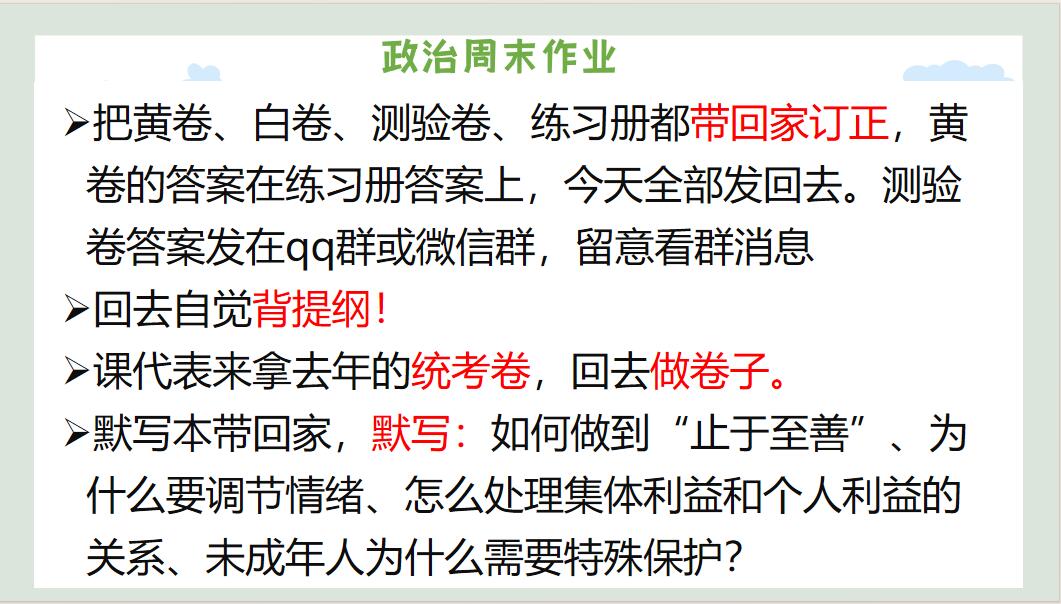 政治周末作业
➢把黄卷、白卷、测验卷、练习册都带回家订正，黄
卷的答案在练习册答案上，今天全部发回去。测验
卷答案发在qq群或微信群，留意看群消息
➢回去自觉背提纲！
➢课代表来拿去年的统考卷，回去做卷子。
➢默写本带回家，默写：如何做到“止于至善”、为
什么要调节情绪、怎么处理集体利益和个人利益的
关系、未成年人为什么需要特殊保护？